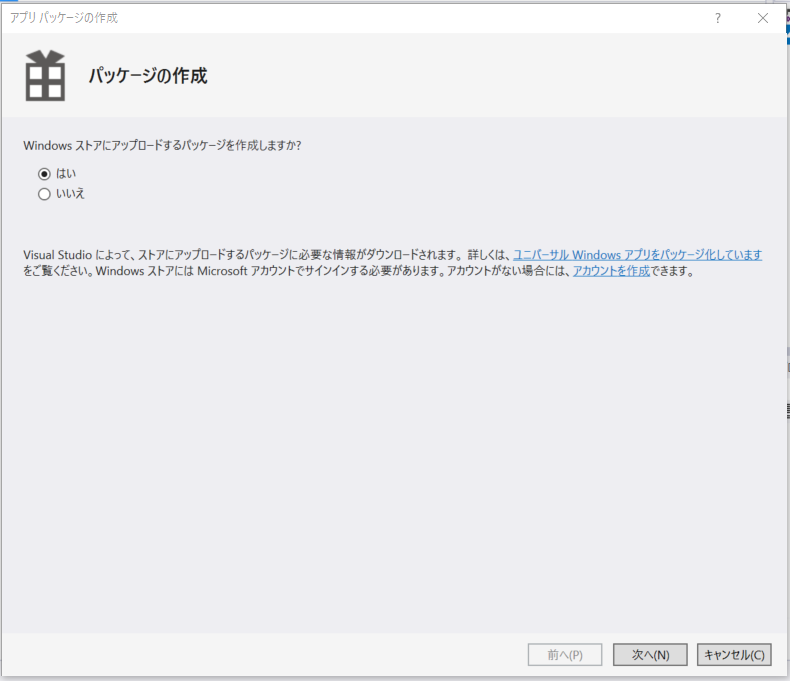 アプリ パッケージの作成
?
パッケージの作成
Windows ストアにアップロードするパッケージを作成しますか?
はい
いいえ
Visual Studio によって、ストアにアップロードするパッケージに必要な情報がダウンロードされます。 詳しくは、ユニバーサル Windows アプリをパッケージ化しています
をご覧ください。Windows ストアには Microsoft アカウントでサインインする必要があります。アカウントがない場合には、アカウントを作成できます。
前へ(P)
次へ(N)
キャンセル(C)